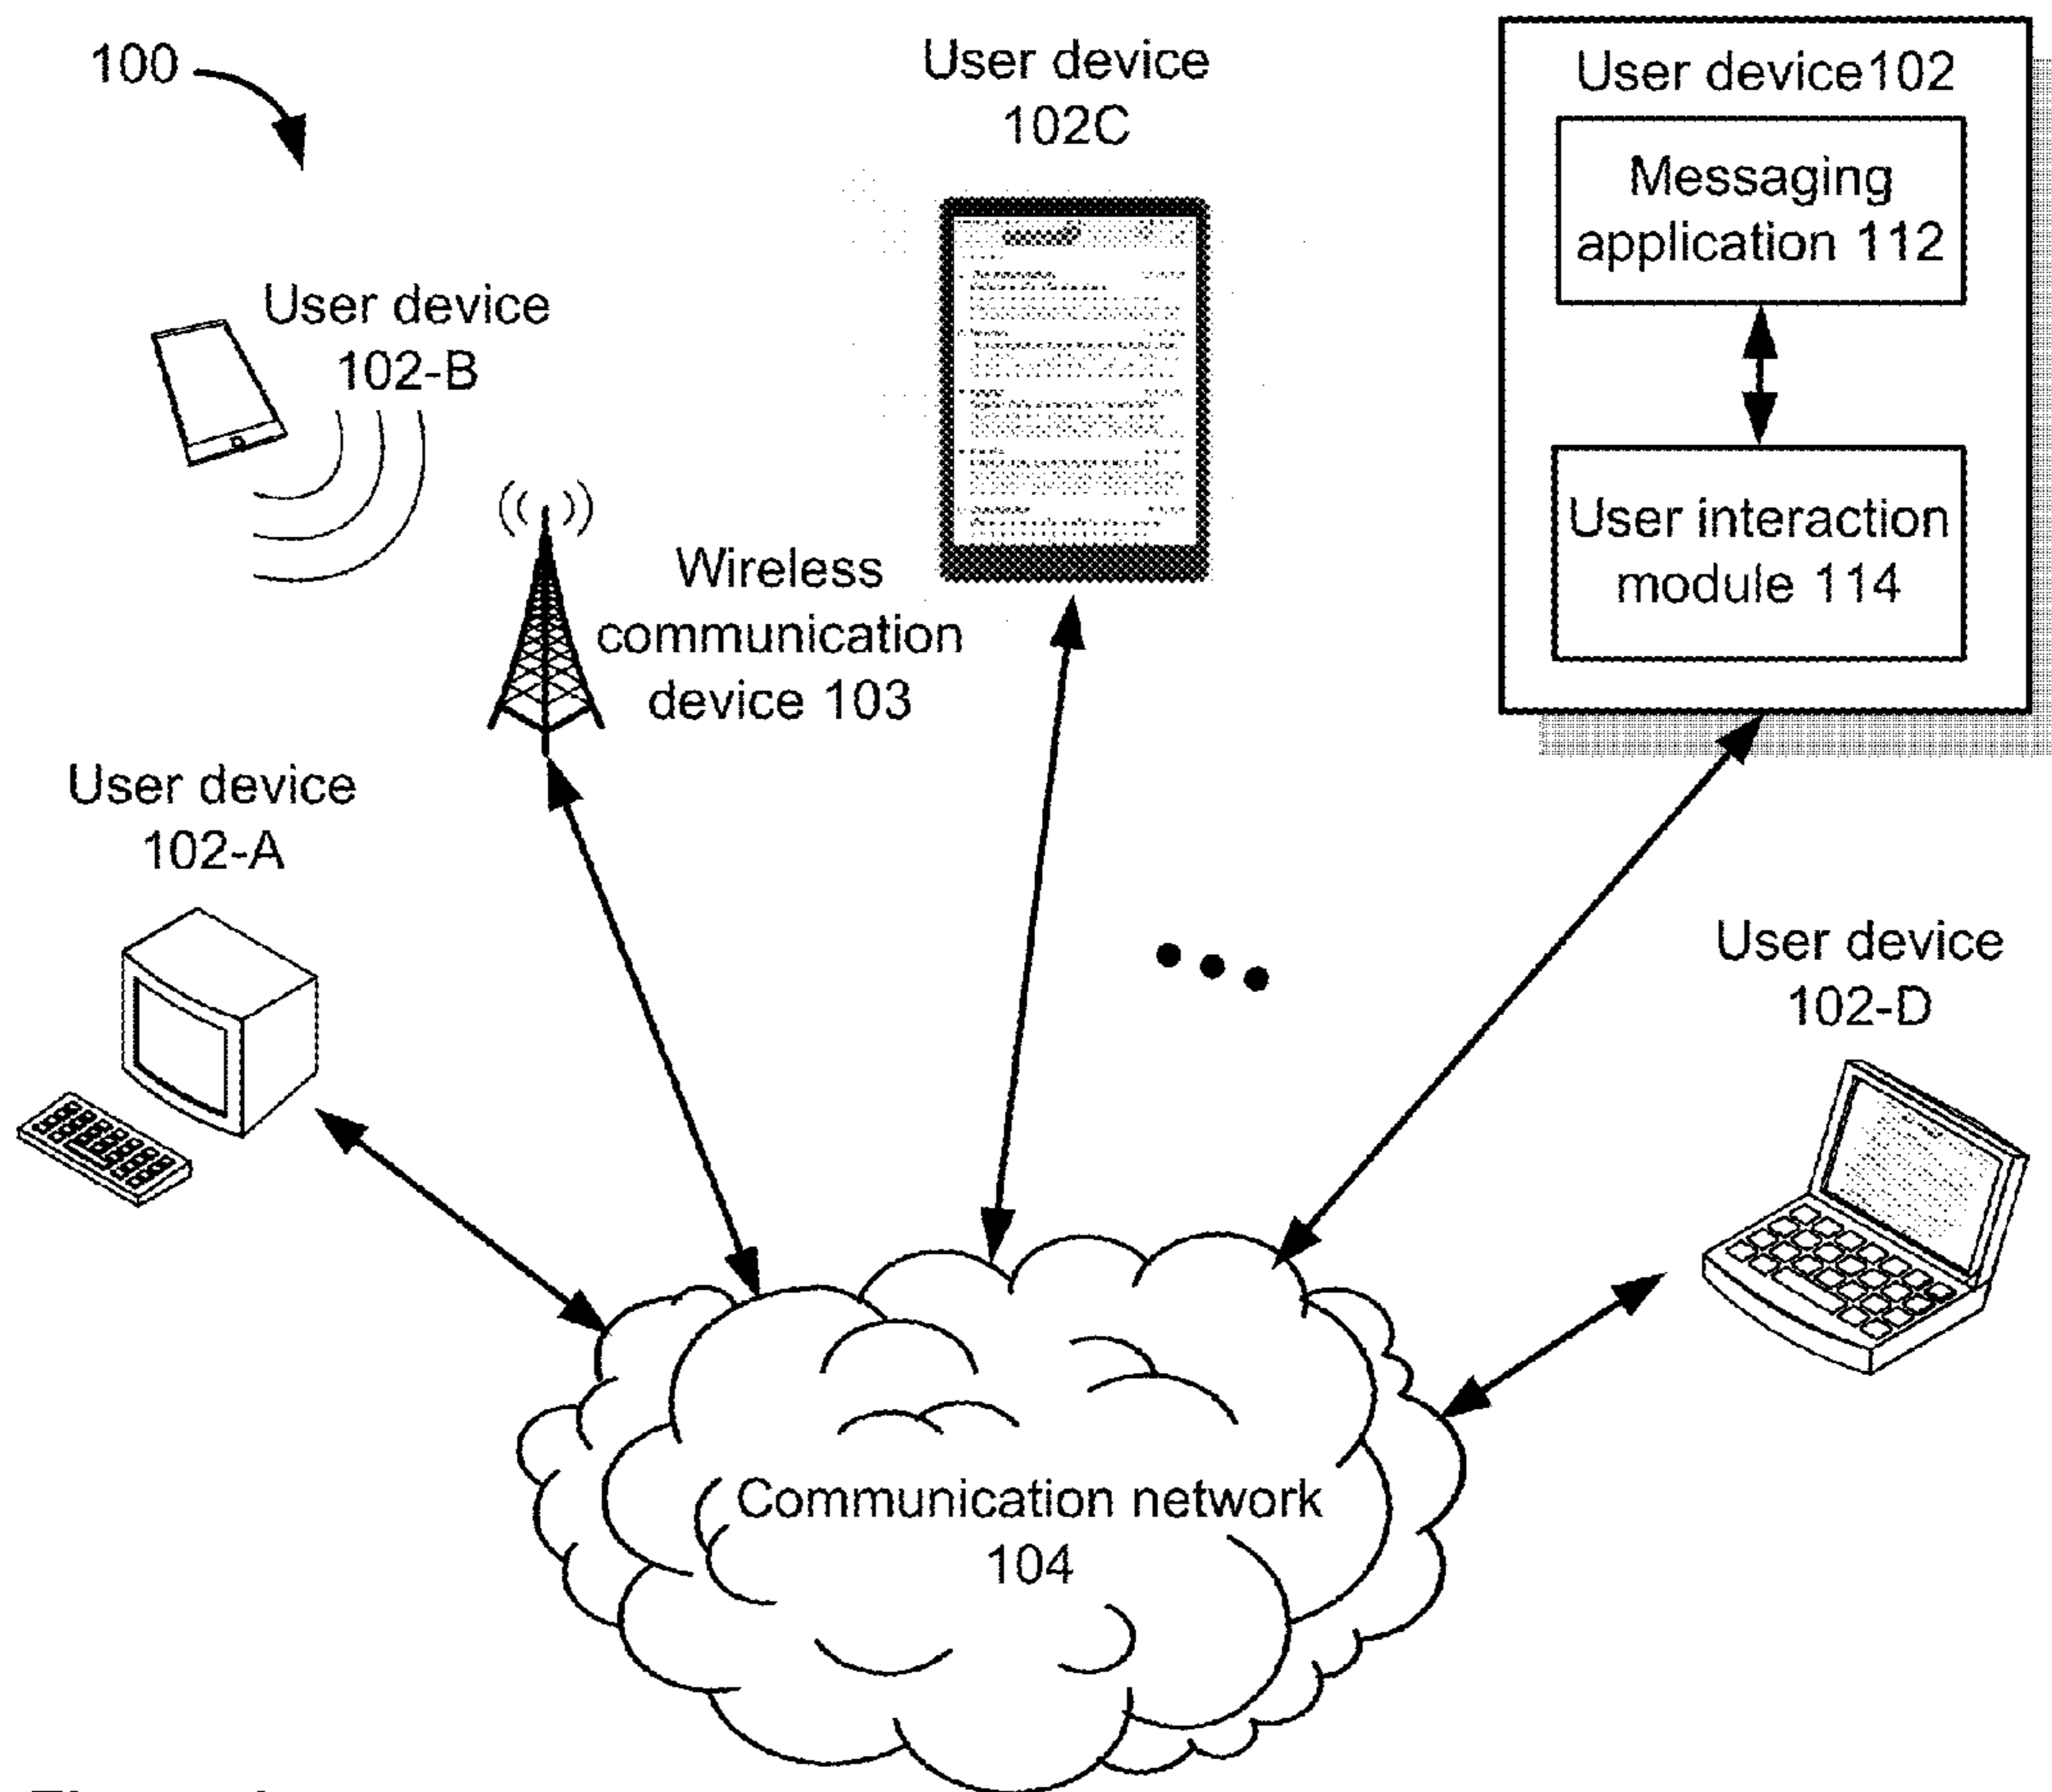 100
User device
102C
User device102
Messaging
application 112
User interaction
module 114
User device
102-B
Wireless
communication
device 103
User device
102-A
User device
102-D
Communication network
104